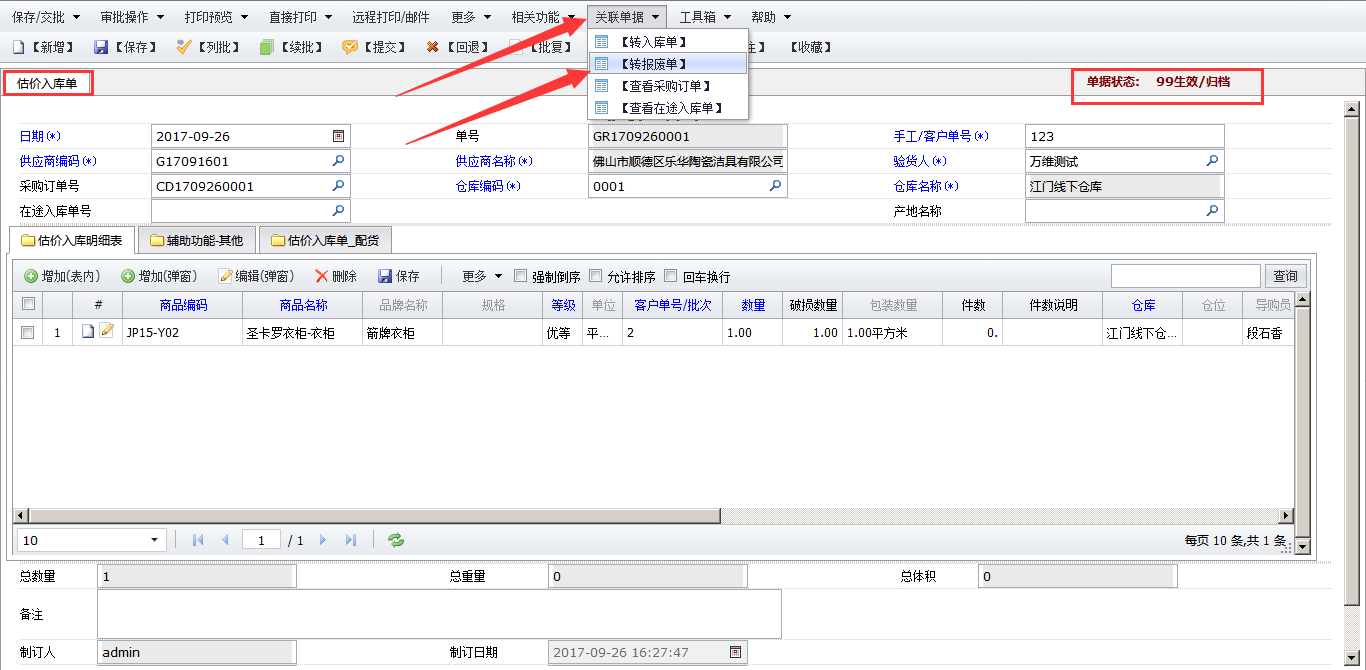 保存/交批 审批操作 打印预览 直接打印 远程打印/邮件 更多 相关功能 关联单据 工具箱 帮助
【新增】 【保存】 【列批】 【续批】 【提交】 【回退】 【批复】 【收藏】
【转入库单】
【转报废单】
【查看采购订单】
【查看在途入库单】
估价入库单 单据状态: 99生效/归档
日期(*) 2017-09-26 单号 GR1709260001 手工/客户单号(*) 123
供应商编码(*) G17091601 供应商名称(*) 佛山市顺德区乐华陶瓷洁具有限公司 验货人(*) 万维测试
采购订单号 CD1709260001 仓库编码(*) 0001 仓库名称(*) 江门线下仓库
在途入库单号 产地名称
估价入库明细表 辅助功能-其他 估价入库单_配货
增加(表内) 增加(弹窗) 编辑(弹窗) 删除 保存 更多 强制倒序 允许排序 回车换行 查询
# 商品编码 商品名称 品牌名称 规格 等级 单位 客户单号/批次 数量 破损数量 包装数量 件数 件数说明 仓库 仓位 导购员
1 JP15-Y02 圣卡罗衣柜-衣柜 箭牌衣柜 优等 平... 2 1.00 1.00 1.00平方米 0. 江门线下仓... 段石香
10 1 / 1 每页 10 条,共 1 条
总数量 1 总重量 0 总体积 0
备注
制订人 admin 制订日期 2017-09-26 16:27:47